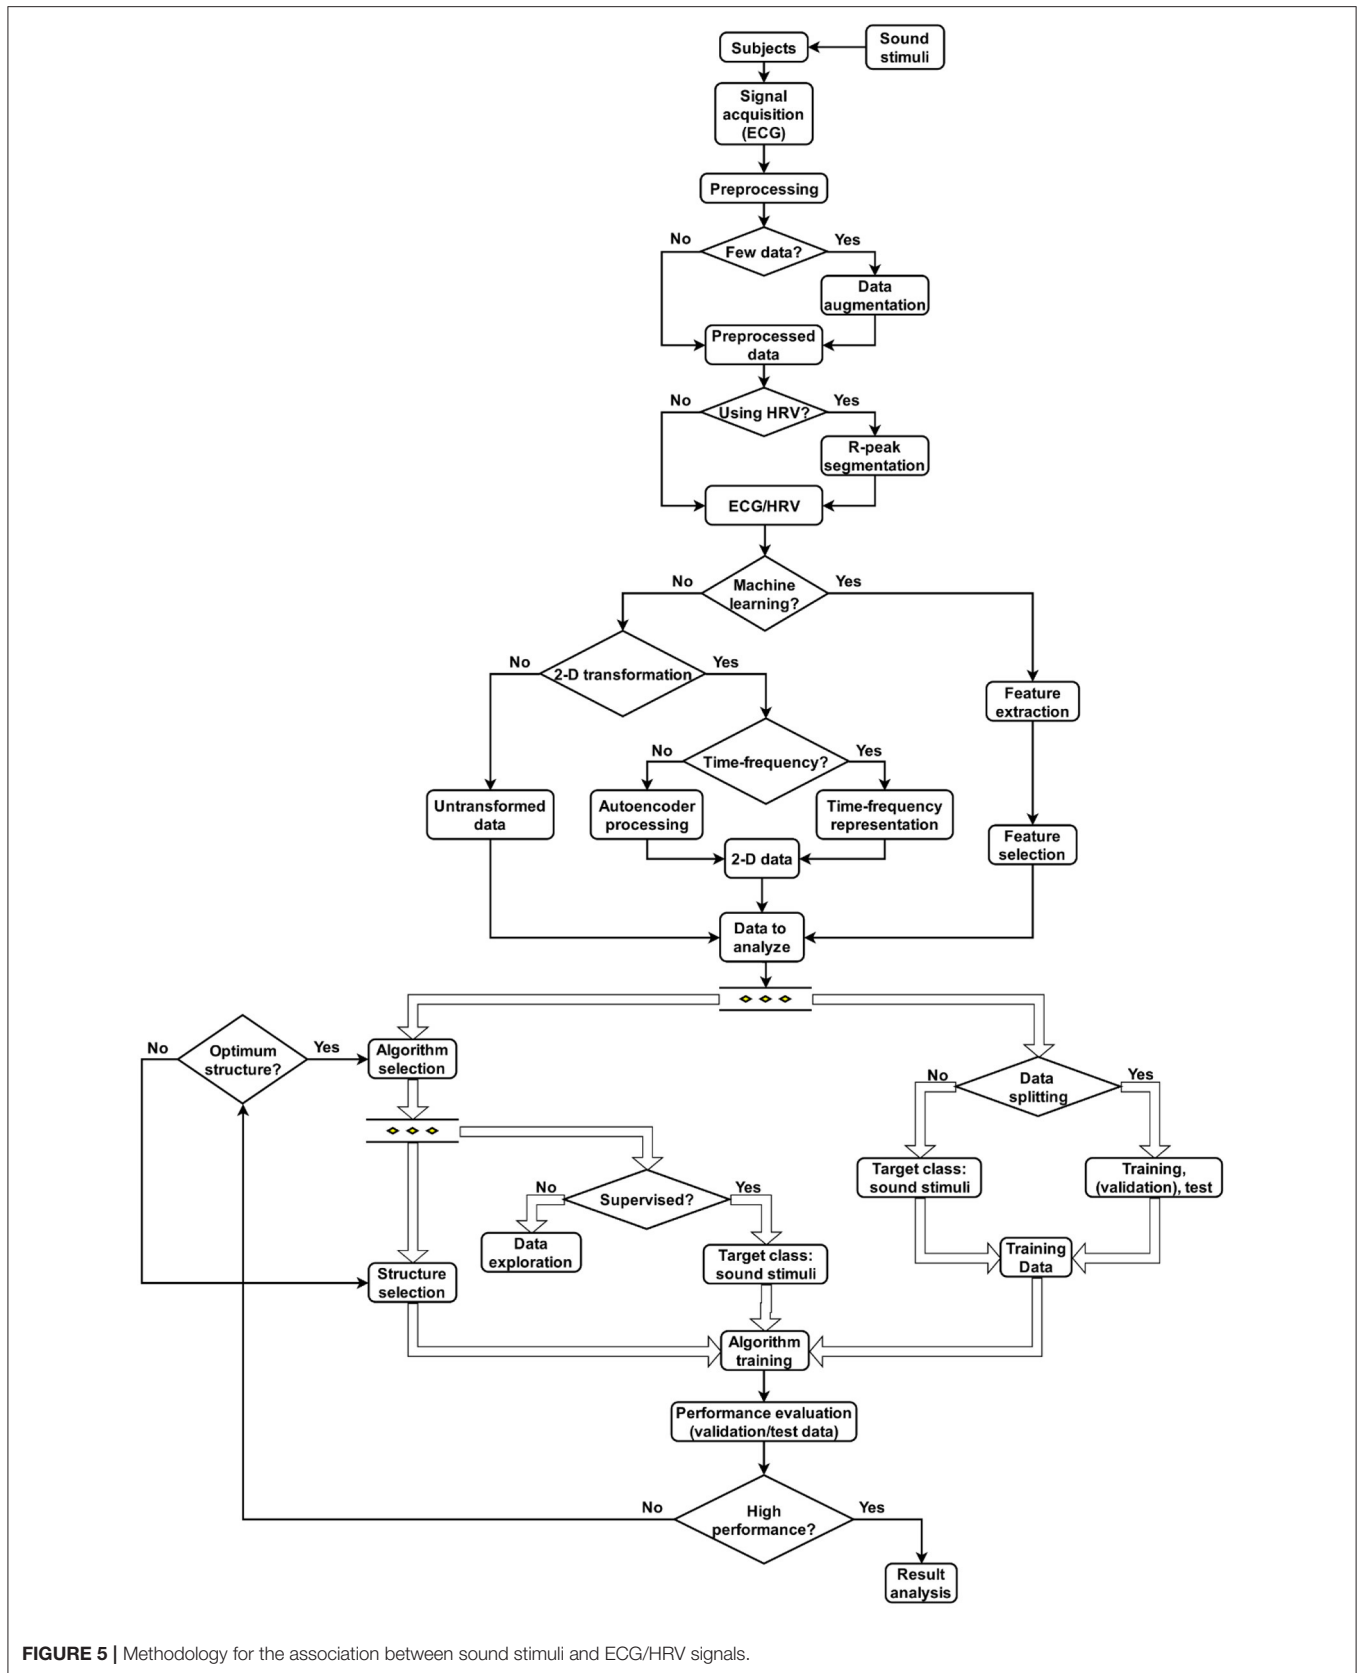 Subjects
Sound
stimuli
Signal
acquisition
(ECG)
Preprocessing
No
Few data?
Yes
Data
augmentation
Preprocessed
data
No
Using HRV?
Yes
R-peak
segmentation
ECG/HRV
No
Machine
learning?
Yes
No
2-D transformation
Yes
Feature
extraction
No
Time-frequency?
Yes
Untransformed
data
Autoencoder
processing
Time-frequency
representation
Feature
selection
2-D data
Data to
analyze
No
Optimum
structure?
Yes
Algorithm
selection
No
Data
splitting
Yes
Target class:
sound stimuli
Training,
(validation), test
No
Supervised?
Yes
Data
exploration
Target class:
sound stimuli
Training
Data
Structure
selection
Algorithm
training
Performance evaluation
(validation/test data)
No
High
performance?
Yes
Result
analysis
FIGURE 5 | Methodology for the association between sound stimuli and ECG/HRV signals.